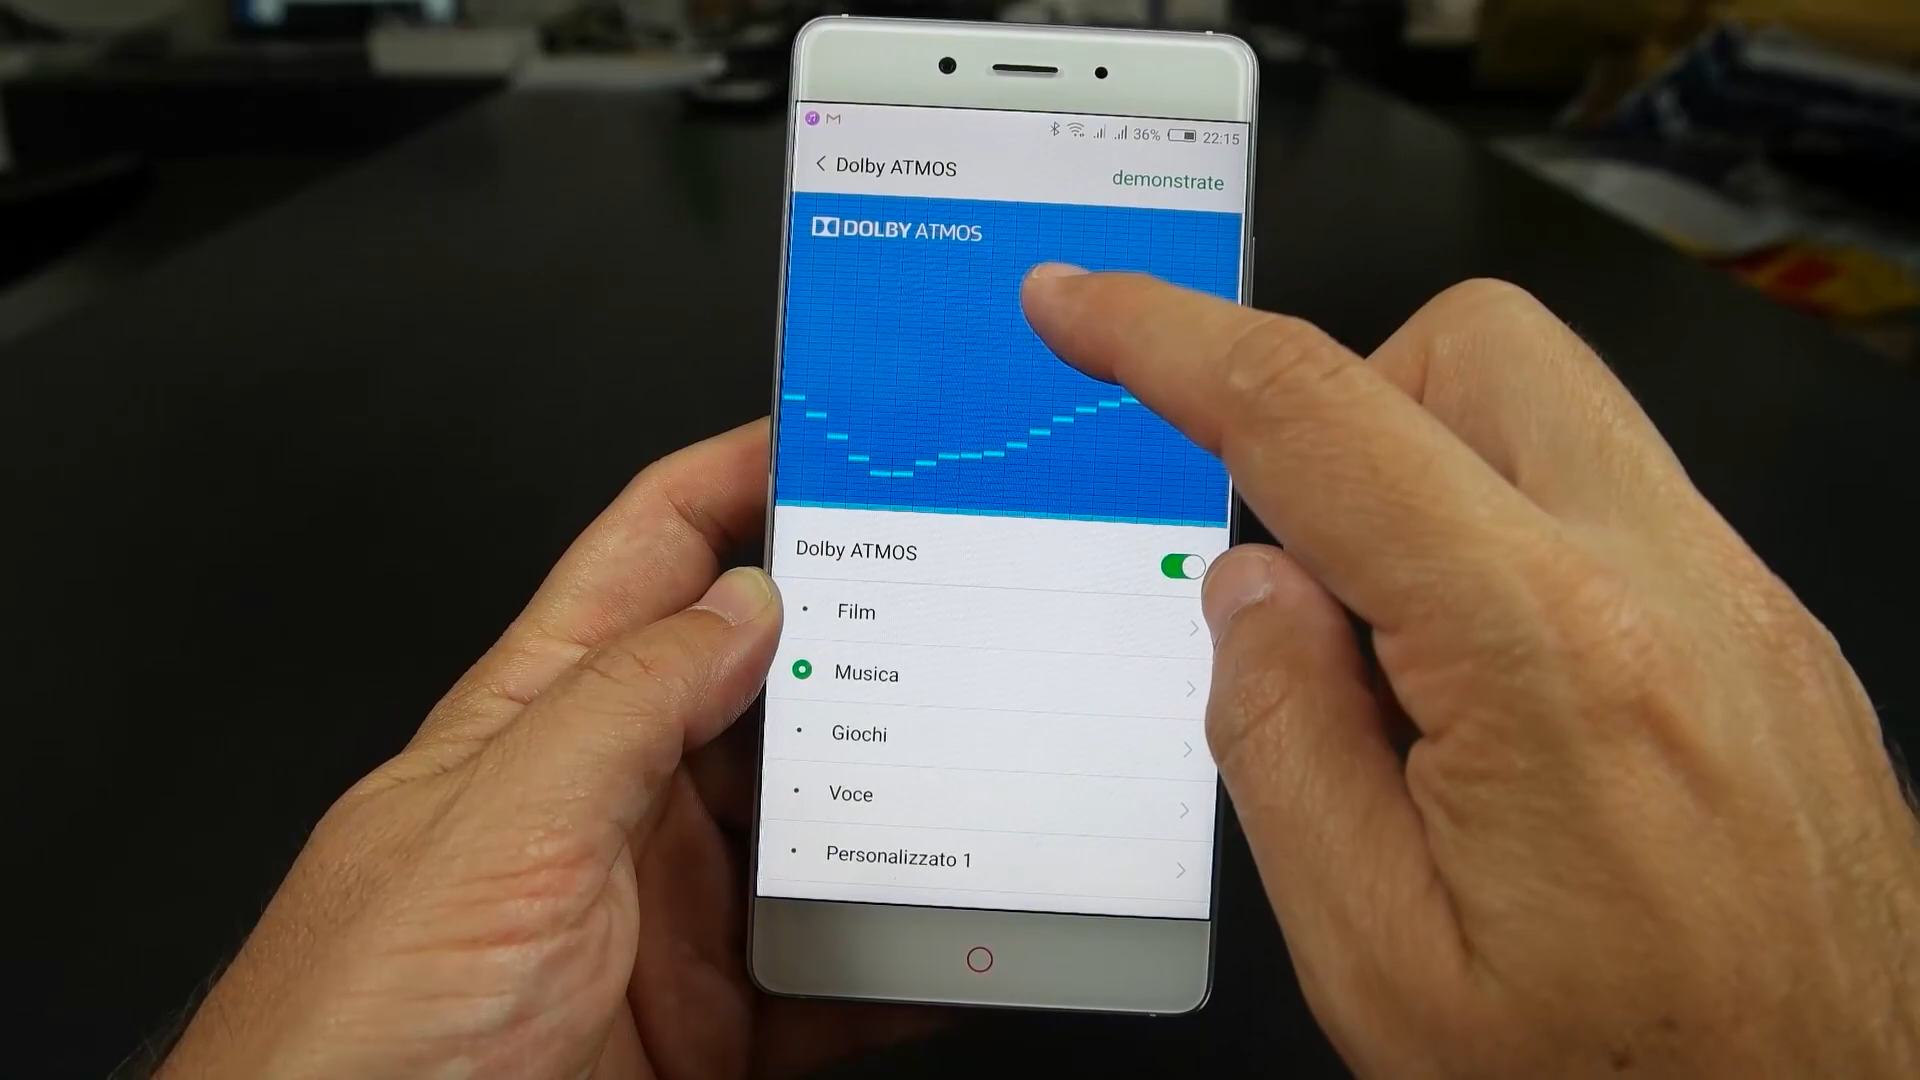 36% 22:15
Dolby ATMOS
demonstrate
DOLBY ATMOS
Dolby ATMOS
Film
Musica
Giochi
Voce
Personalizzato 1